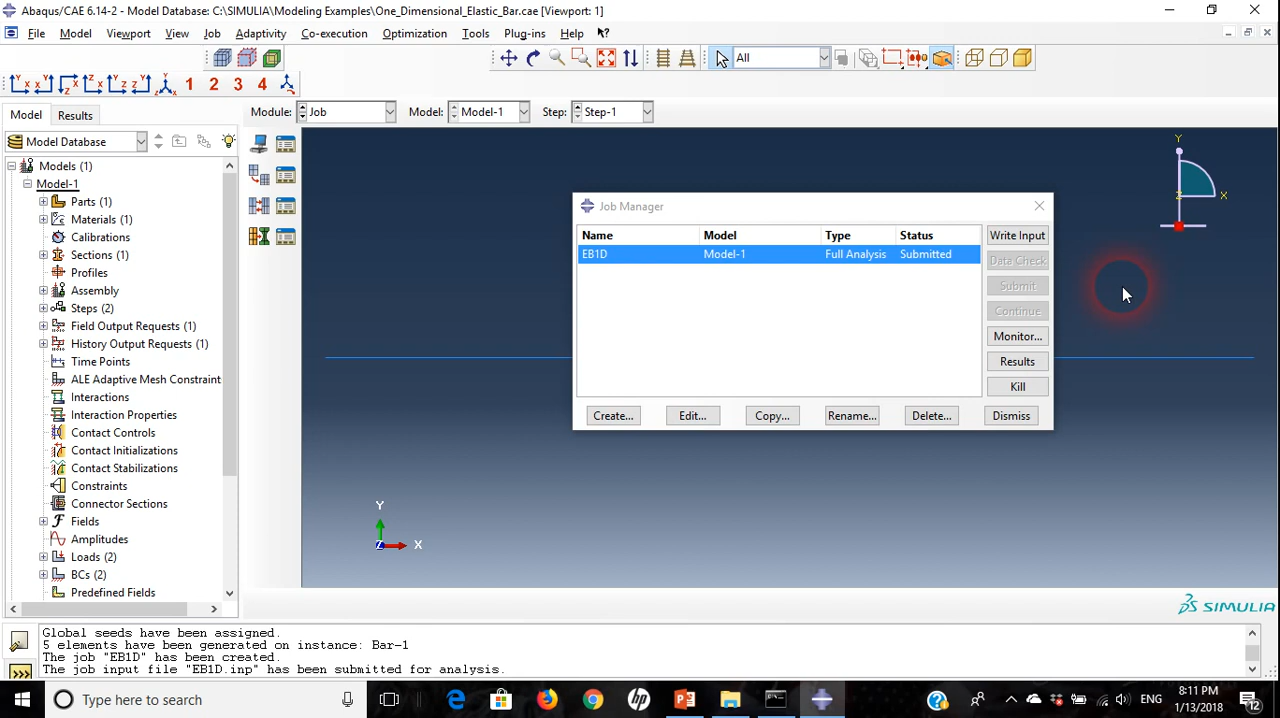 Abaqus/CAE 6.14-2 - Model Database: C:\SIMULIA\Modeling Examples\One_Dimensional_Elastic_Bar.cae [Viewport: 1]
File Model Viewport View Job Adaptivity Co-execution Optimization Tools Plug-ins Help
All
1 2 3 4
Model Results
Module: Job Model: Model-1 Step: Step-1
Model Database
Models (1)
Model-1
Parts (1)
Materials (1)
Calibrations
Sections (1)
Profiles
Assembly
Steps (2)
Field Output Requests (1)
History Output Requests (1)
Time Points
ALE Adaptive Mesh Constraint
Interactions
Interaction Properties
Contact Controls
Contact Initializations
Contact Stabilizations
Constraints
Connector Sections
Fields
Amplitudes
Loads (2)
BCs (2)
Predefined Fields
Y
Z
X
Job Manager
Name Model Type Status
EB1D Model-1 Full Analysis Submitted
Write Input
Data Check
Submit
Continue
Monitor...
Results
Kill
Create... Edit... Copy... Rename... Delete... Dismiss
Y
Z X
SIMULIA
Global seeds have been assigned.
5 elements have been generated on instance: Bar-1
The job "EB1D" has been created.
The job input file "EB1D.inp" has been submitted for analysis.
>>>
Type here to search
ENG
8:11 PM
1/13/2018
12